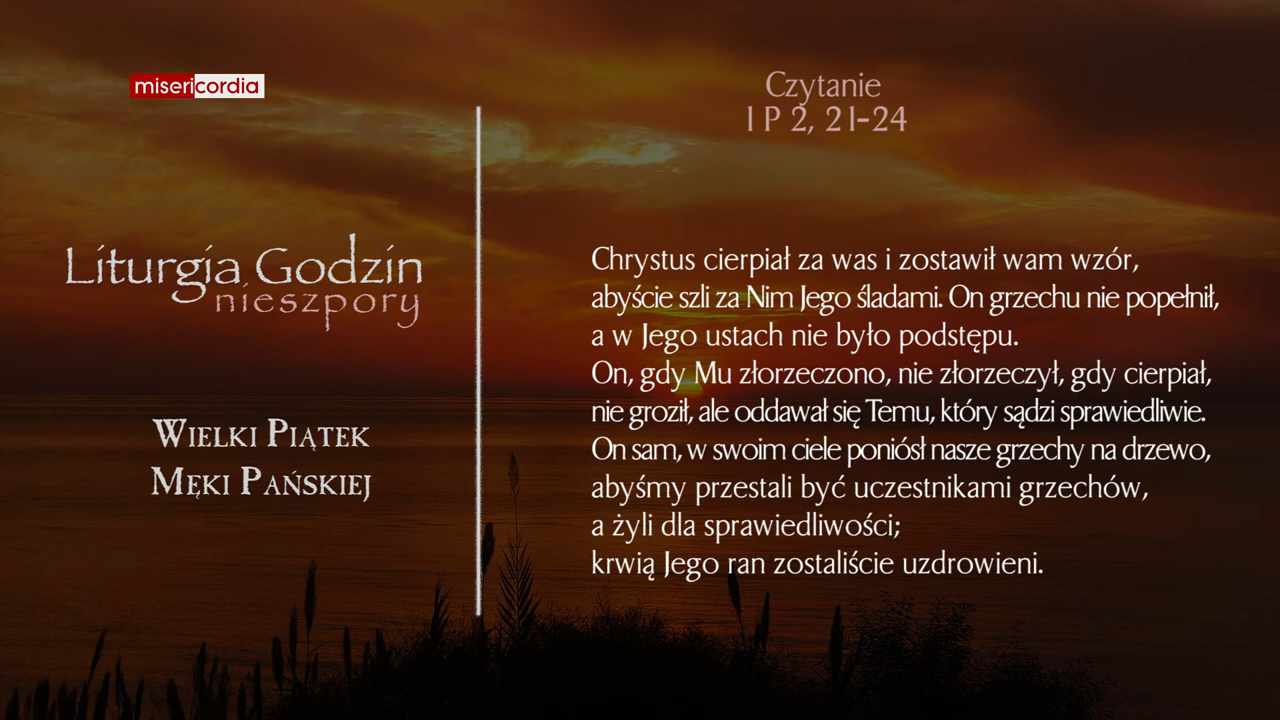 misericordia
Liturgia Godzin
nieszpory
Wielki Piątek
Męki Pańskiej
Czytanie
1 P 2, 21-24
Chrystus cierpiał za was i zostawił wam wzór,
abyście szli za Nim Jego śladami. On grzechu nie popełnił,
a w Jego ustach nie było podstępu.
On, gdy Mu złorzeczono, nie złorzeczył, gdy cierpiał,
nie groził, ale oddawał się Temu, który sądzi sprawiedliwie.
On sam, w swoim ciele poniósł nasze grzechy na drzewo,
abyśmy przestali być uczestnikami grzechów,
a żyli dla sprawiedliwości;
krwią Jego ran zostaliście uzdrowieni.